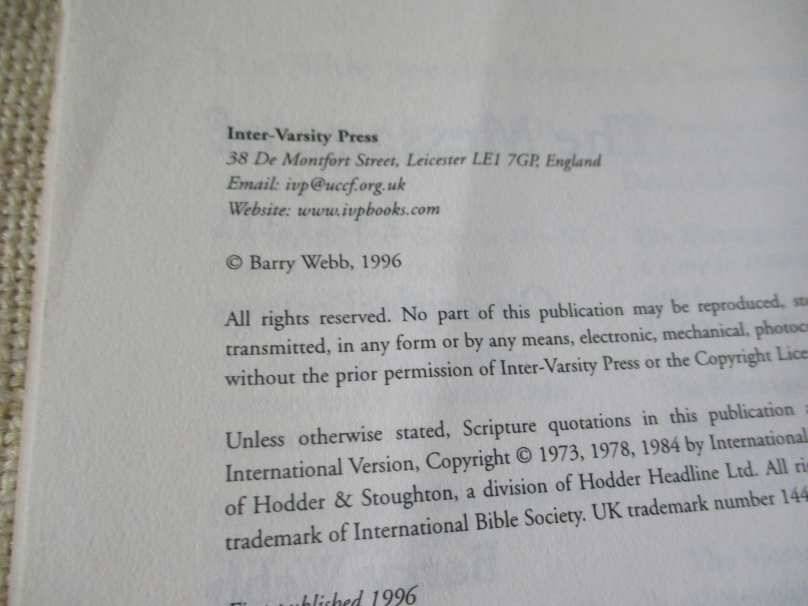 Inter-Varsity Press
38 De Montfort Street, Leicester LE1 7GP, England
Email: ivp@uccf.org.uk
Website: www.ivpbooks.com
© Barry Webb, 1996
All rights reserved. No part of this publication may be reproduced,
transmitted, in any form or by any means, electronic, mechanical,
without the prior permission of Inter-Varsity Press or the Copyright
Unless otherwise stated, Scripture quotations in this publication
International Version, Copyright © 1973, 1978, 1984 by International
of Hodder & Stoughton, a division of Hodder Headline Ltd. All
trademark of International Bible Society. UK trademark number
First published 1996